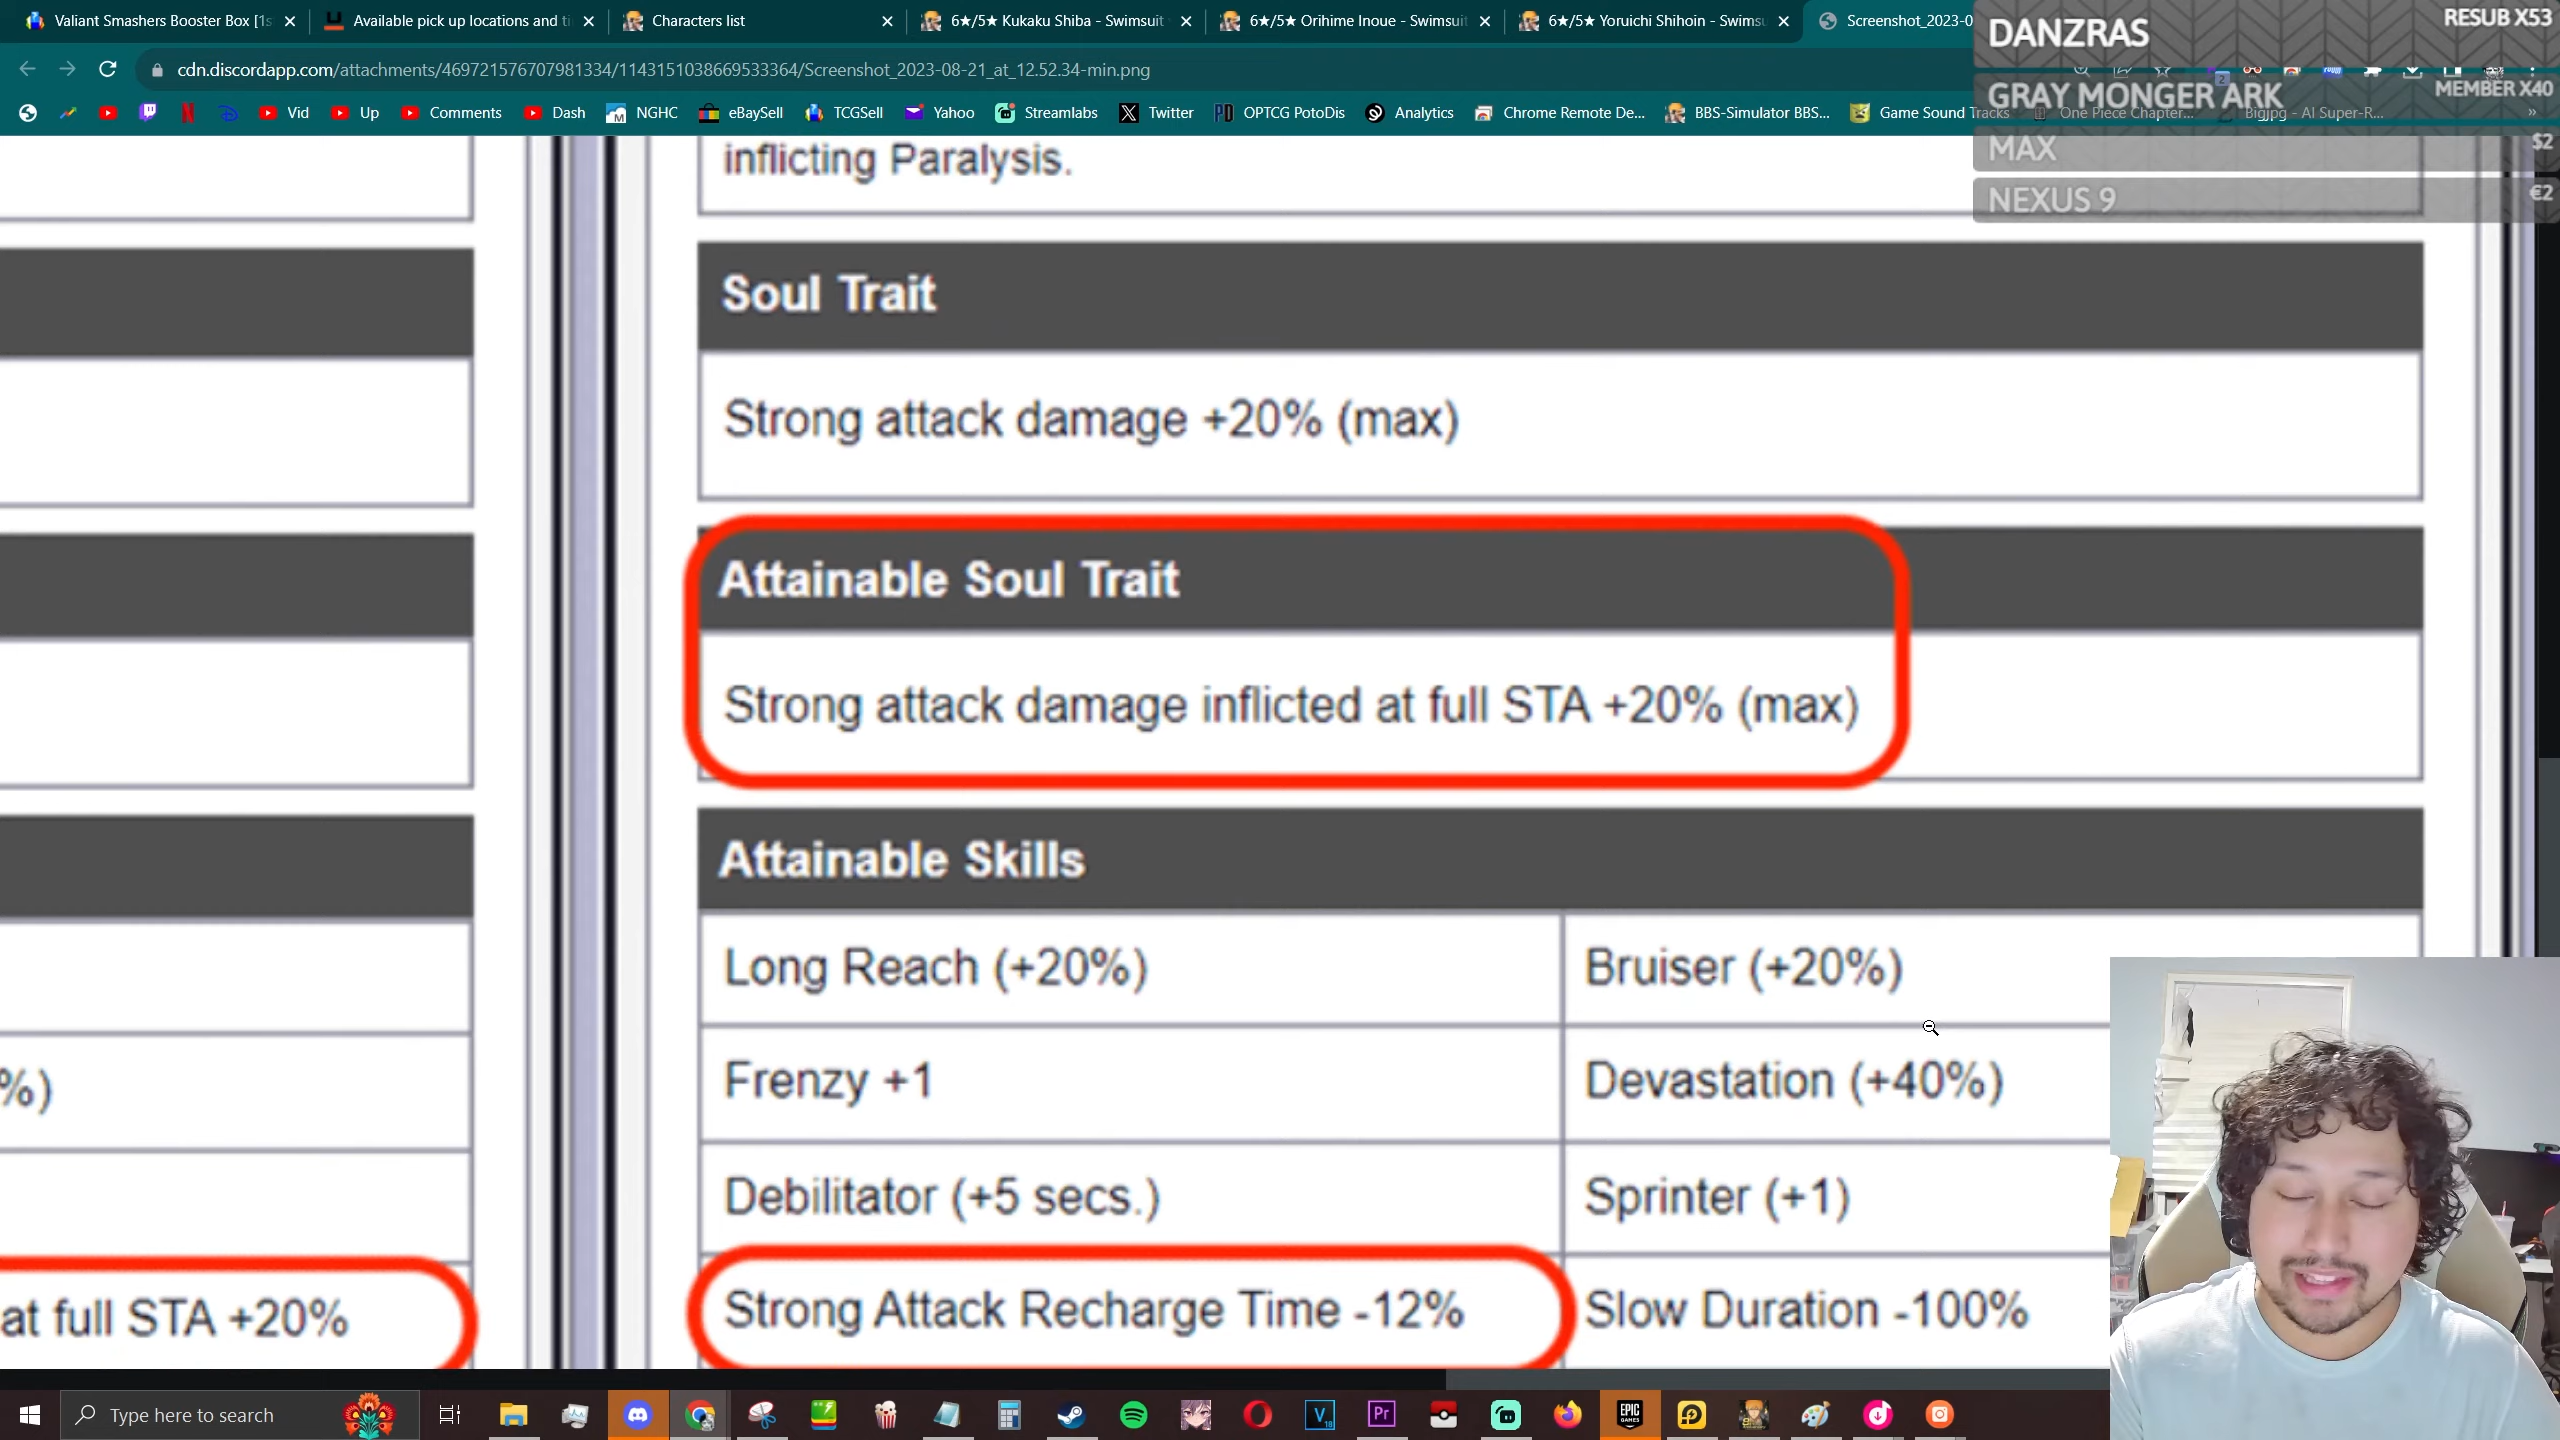 Valiant Smashers Booster Box [1s
Available pick up locations and ti
Characters list
6★/5★ Kukaku Shiba - Swimsuit
6★/5★ Orihime Inoue - Swimsuit
6★/5★ Yoruichi Shihoin - Swimsu
Screenshot_2023-0
DANZRAS
RESUB X53
cdn.discordapp.com/attachments/469721576707981334/1143151038669533364/Screenshot_2023-08-21_at_12.52.34-min.png
GRAY MONGER ARK
MEMBER X40
Vid
Up
Comments
Dash
NGHC
eBaySell
TCGSell
Yahoo
Streamlabs
Twitter
OPTCG PotoDis
Analytics
Chrome Remote De...
BBS-Simulator BBS...
Game Sound Tracks
One Piece Chapter...
Bigjpg - AI Super-R...
MAX
$2
NEXUS 9
€2
inflicting Paralysis.
Soul Trait
Strong attack damage +20% (max)
Attainable Soul Trait
Strong attack damage inflicted at full STA +20% (max)
Attainable Skills
Long Reach (+20%)
Bruiser (+20%)
%)
Frenzy +1
Devastation (+40%)
Debilitator (+5 secs.)
Sprinter (+1)
at full STA +20%
Strong Attack Recharge Time -12%
Slow Duration -100%
Type here to search